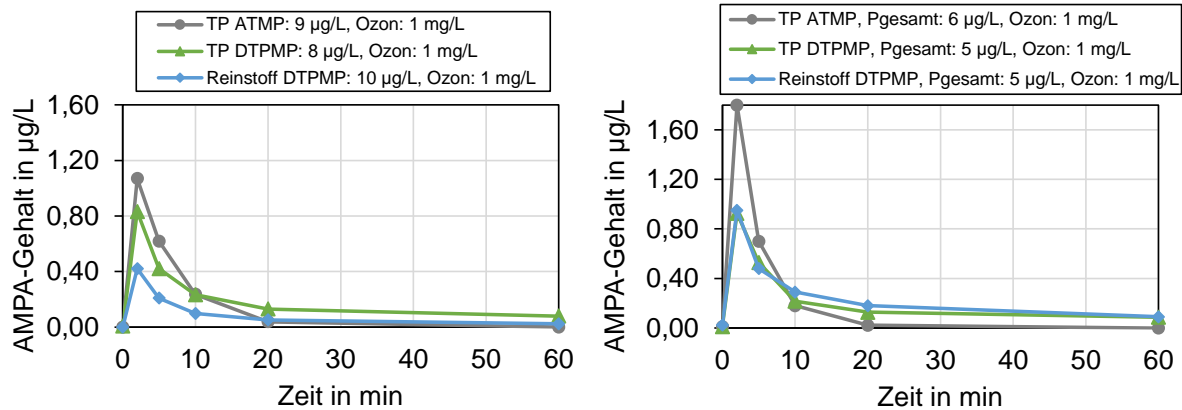 TP ATMP: 9 µg/L, Ozon: 1 mg/L
TP DTPMP: 8 µg/L, Ozon: 1 mg/L
Reinstoff DTPMP: 10 µg/L, Ozon: 1 mg/L
AMPA-Gehalt in µg/L
1,60
1,20
0,80
0,40
0,00
0 10 20 30 40 50 60
Zeit in min
TP ATMP, Pgesamt: 6 µg/L, Ozon: 1 mg/L
TP DTPMP, Pgesamt: 5 µg/L, Ozon: 1 mg/L
Reinstoff DTPMP, Pgesamt: 5 µg/L, Ozon: 1 mg/L
AMPA-Gehalt in µg/L
1,60
1,20
0,80
0,40
0,00
0 10 20 30 40 50 60
Zeit in min